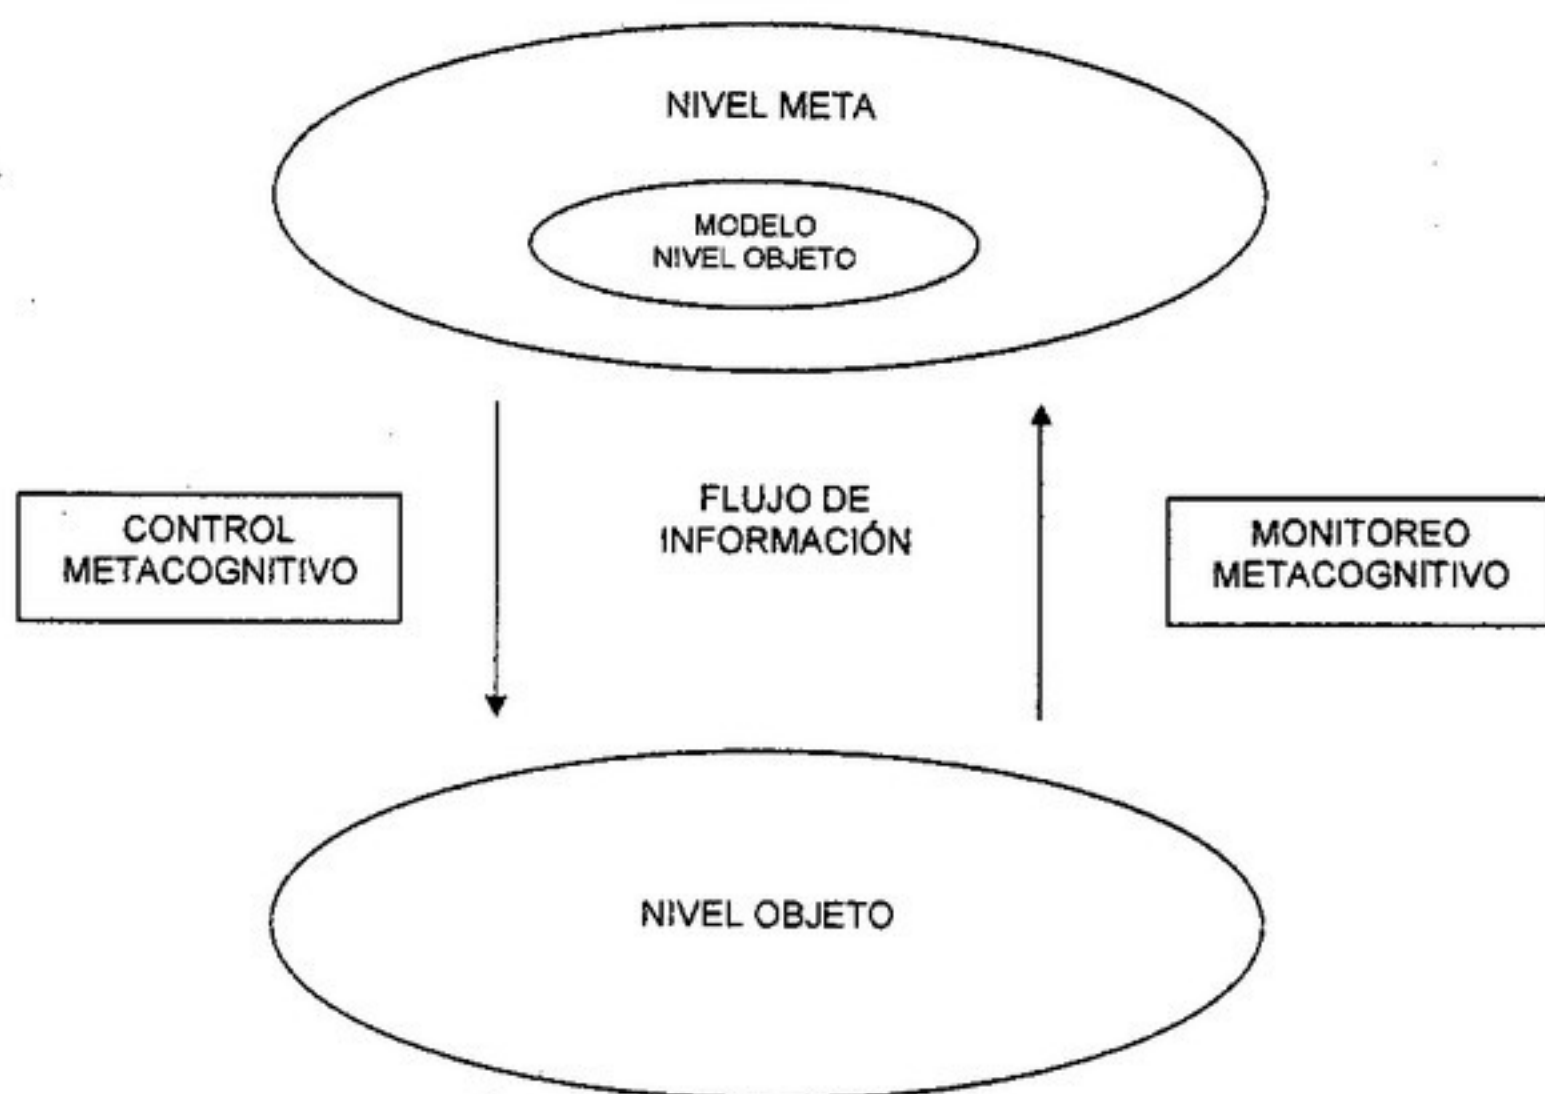 NIVEL META
MODELO
NIVEL OBJETO
CONTROL
METACOGNITIVO
FLUJO DE
INFORMACIÓN
MONITOREO
METACOGNITIVO
NIVEL OBJETO